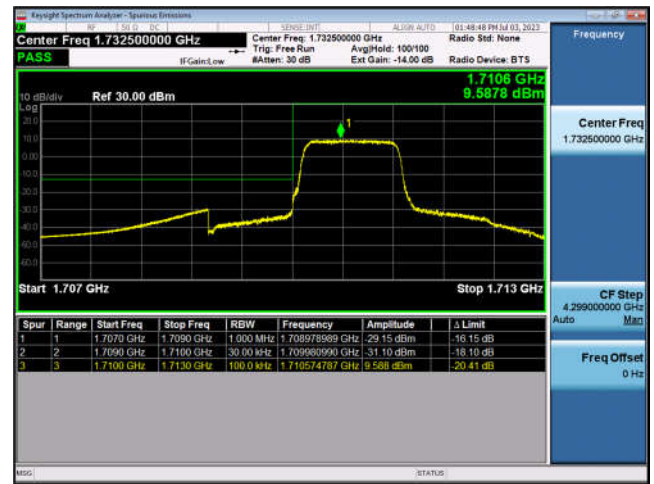 Keysight Spectrum Analyzer - Spurious Emissions
RF 50 Ω DC SENSE:INT ALIGN AUTO 01:48:48 PM Jul 03, 2023
Center Freq 1.732500000 GHz
Center Freq: 1.732500000 GHz
Radio Std: None
Trig: Free Run Avg|Hold: 100/100
PASS
IFGain:Low
#Atten: 30 dB Ext Gain: -14.00 dB Radio Device: BTS
Frequency
1.7106 GHz
9.5878 dBm
10 dB/div Ref 30.00 dBm
Log
20.0
10.0
0.00
10.0
20.0
30.0
40.0
50.0
60.0
1
Start 1.707 GHz
Stop 1.713 GHz
Center Freq
1.732500000 GHz
CF Step
4.299000000 GHz
Auto Man
Freq Offset
0 Hz
Spur Range Start Freq Stop Freq RBW Frequency Amplitude Δ Limit
1 1 1.7070 GHz 1.7090 GHz 1.000 MHz 1.708978989 GHz -29.15 dBm -16.15 dB
2 2 1.7090 GHz 1.7100 GHz 30.00 kHz 1.709980990 GHz -31.10 dBm -18.10 dB
3 3 1.7100 GHz 1.7130 GHz 100.0 kHz 1.710574787 GHz 9.588 dBm -20.41 dB
MSG
STATUS